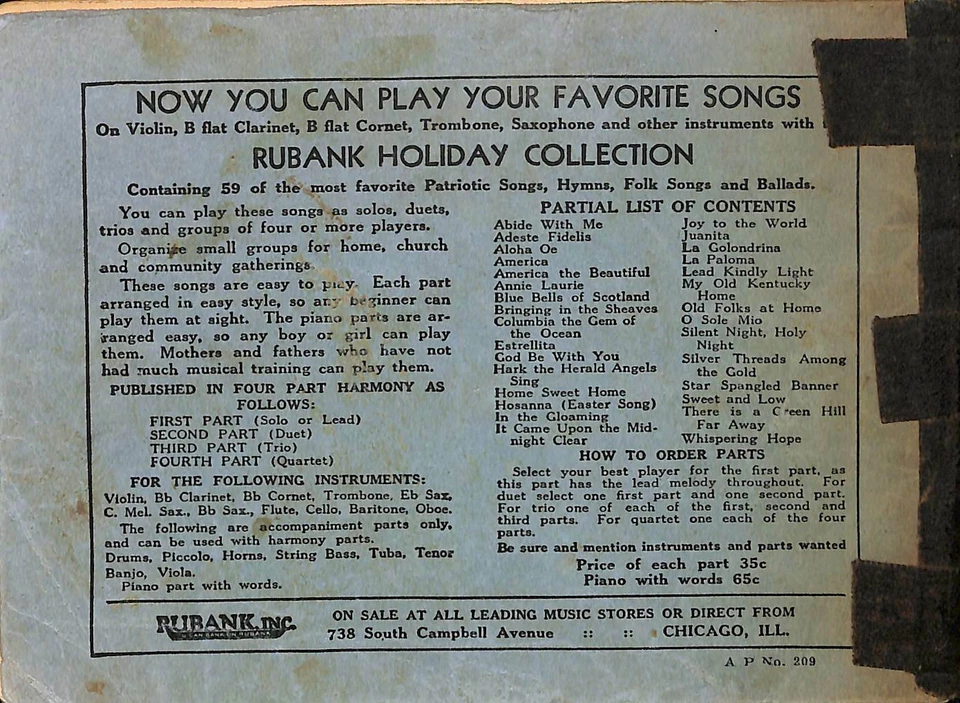 NOW YOU CAN PLAY YOUR FAVORITE SONGS
On Violin, B flat Clarinet, B flat Cornet, Trombone, Saxophone and other instruments with
RUBANK HOLIDAY COLLECTION
Containing 59 of the most favorite Patriotic Songs, Hymns, Folk Songs and Ballads.
You can play these songs as solos, duets,
trios and groups of four or more players.
Organize small groups for home, church
and community gatherings
These songs are easy to play. Each part
arranged in easy style, so any beginner can
play them at sight. The piano parts are ar-
ranged easy, so any boy or girl can play
them. Mothers and fathers who have not
had much musical training can play them.
PUBLISHED IN FOUR PART HARMONY AS
FOLLOWS:
FIRST PART (Solo or Lead)
SECOND PART (Duet)
THIRD PART (Trio)
FOURTH PART (Quartet)
FOR THE FOLLOWING INSTRUMENTS:
Violin, Bb Clarinet, Bb Cornet, Trombone, Eb Sax,
C. Mel. Sax., Bb Sax., Flute, Cello, Baritone, Oboe.
The following are accompaniment parts only,
and can be used with harmony parts.
Drums, Piccolo, Horns, String Bass, Tuba, Tenor
Banjo, Viola.
Piano part with words.
PARTIAL LIST OF CONTENTS
Abide With Me
Adeste Fidelis
Aloha Oe
America
America the Beautiful
Annie Laurie
Blue Bells of Scotland
Bringing in the Sheaves
Columbia the Gem of
the Ocean
Estrellita
God Be With You
Hark the Herald Angels
Sing
Home Sweet Home
Hosanna (Easter Song)
In the Gloaming
It Came Upon the Mid-
night Clear
Joy to the World
Juanita
La Golondrina
La Paloma
Lead Kindly Light
My Old Kentucky
Home
Old Folks at Home
O Sole Mio
Silent Night, Holy
Night
Silver Threads Among
the Gold
Star Spangled Banner
Sweet and Low
There is a Green Hill
Far Away
Whispering Hope
HOW TO ORDER PARTS
Select your best player for the first part, as
this part has the lead melody throughout. For
duet select one first part and one second part.
For trio one of each of the first, second and
third parts. For quartet one each of the four
parts.
Be sure and mention instruments and parts wanted
Price of each part 35c
Piano with words 65c
RUBANK INC.
YOU CAN BANK ON RUBANK
ON SALE AT ALL LEADING MUSIC STORES OR DIRECT FROM
738 South Campbell Avenue :: :: CHICAGO, ILL.
A P No. 209